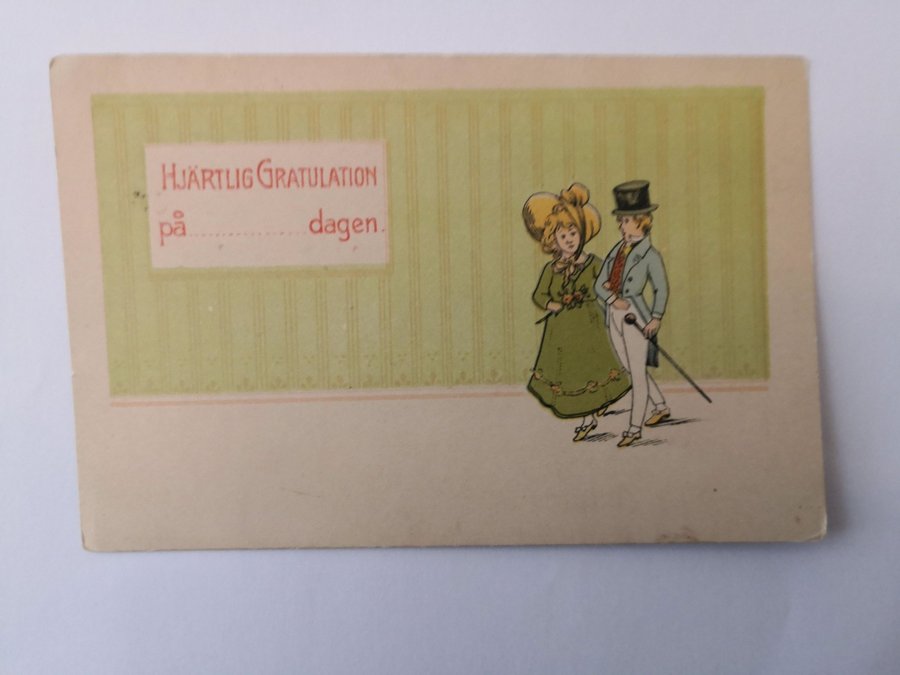 HJÄRTLIG GRATULATION
på............... dagen.